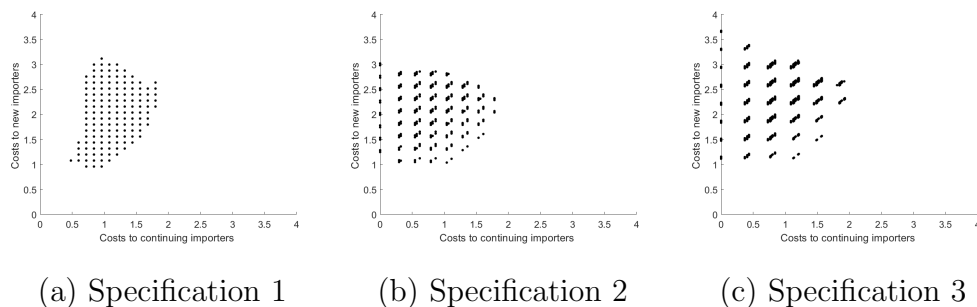 4
3.5
3
2.5
2
1.5
1
0.5
0
Costs to new importers
0 0.5 1 1.5 2 2.5 3 3.5 4
Costs to continuing importers
(a) Specification 1
4
3.5
3
2.5
2
1.5
1
0.5
0
Costs to new importers
0 0.5 1 1.5 2 2.5 3 3.5 4
Costs to continuing importers
(b) Specification 2
4
3.5
3
2.5
2
1.5
1
0.5
0
Costs to new importers
0 0.5 1 1.5 2 2.5 3 3.5 4
Costs to continuing importers
(c) Specification 3